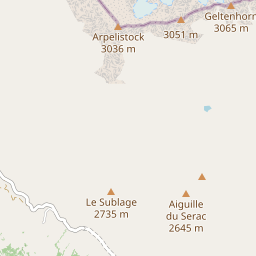 Geltenhorn
3065 m
3051 m
Arpelistock
3036 m
Le Sublage
2735 m
Aiguille
du Serac
2645 m